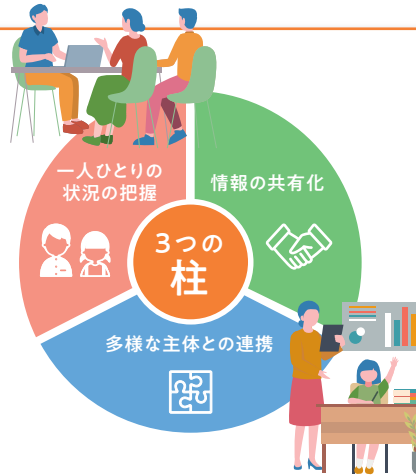 一人ひとりの
状況の把握
情報の共有化
3つの
柱
多様な主体との連携